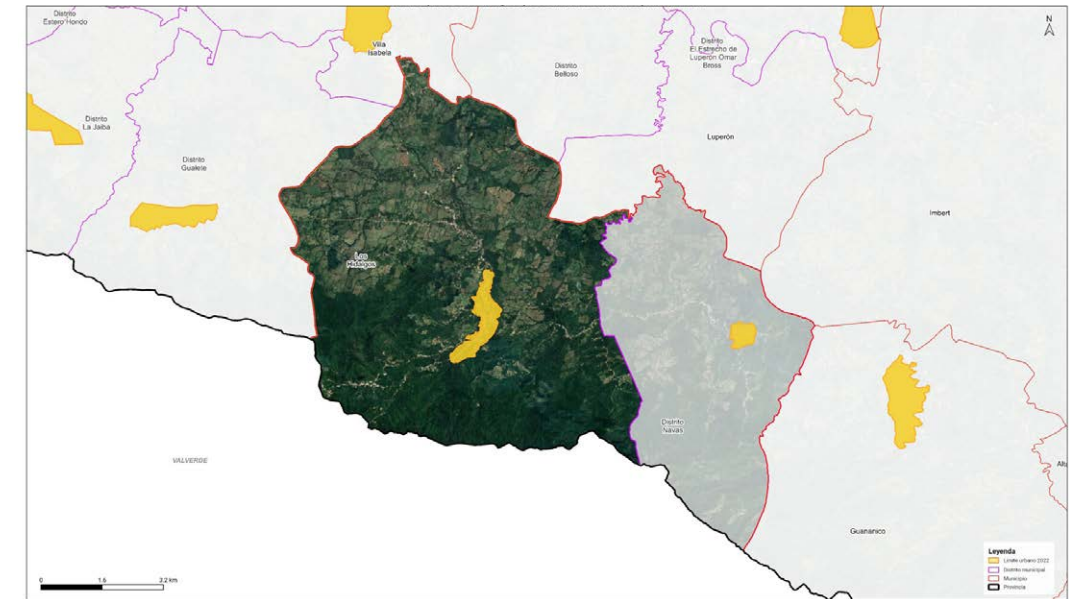 Distrito
Estero Hondo
Villa
Isabela
Distrito
Belloso
Distrito
El Estrecho de
Luperón Omar
Bross
N
Distrito
La Jaiba
Luperón
Distrito
Gualete
Imbert
Los
Hidalgos
Distrito
Navas
VALVERDE
Guananico
0 1.6 3.2 km
Leyenda
Límite urbano 2022
Distrito municipal
Municipio
Provincia